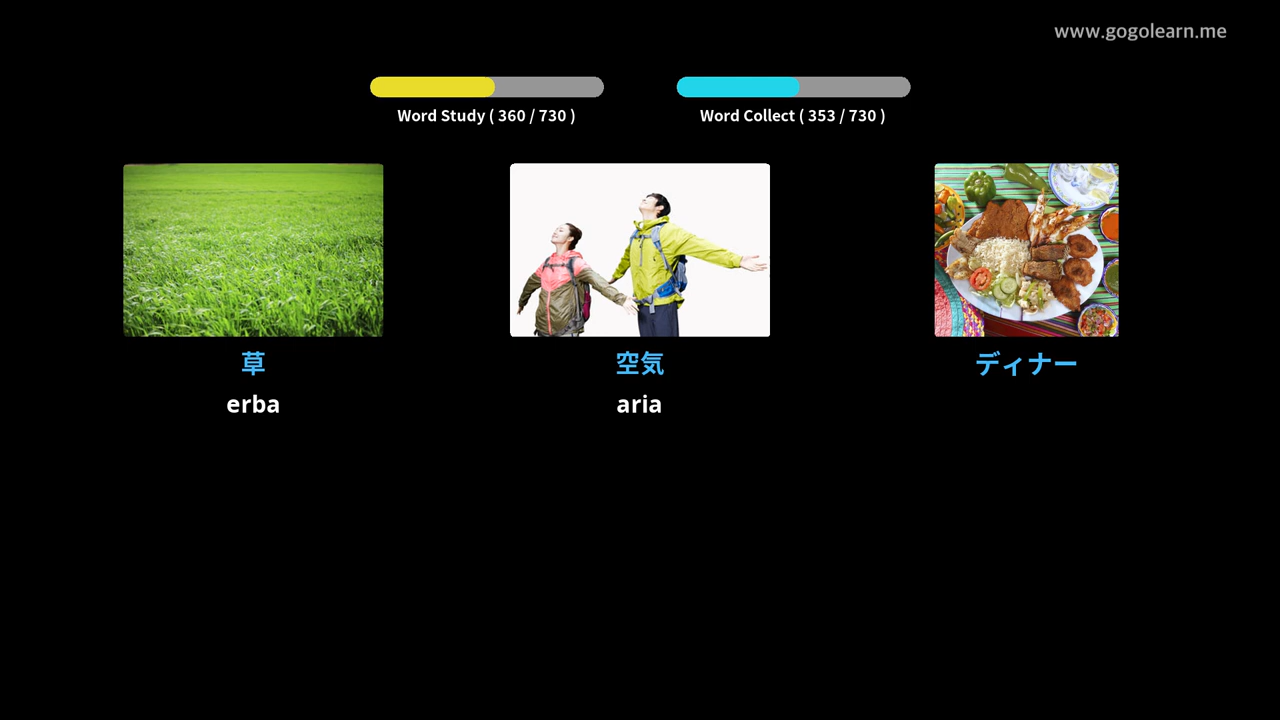 www.gogolearn.me
Word Study ( 360 / 730 )
Word Collect ( 353 / 730 )
草
空気
ディナー
erba
aria